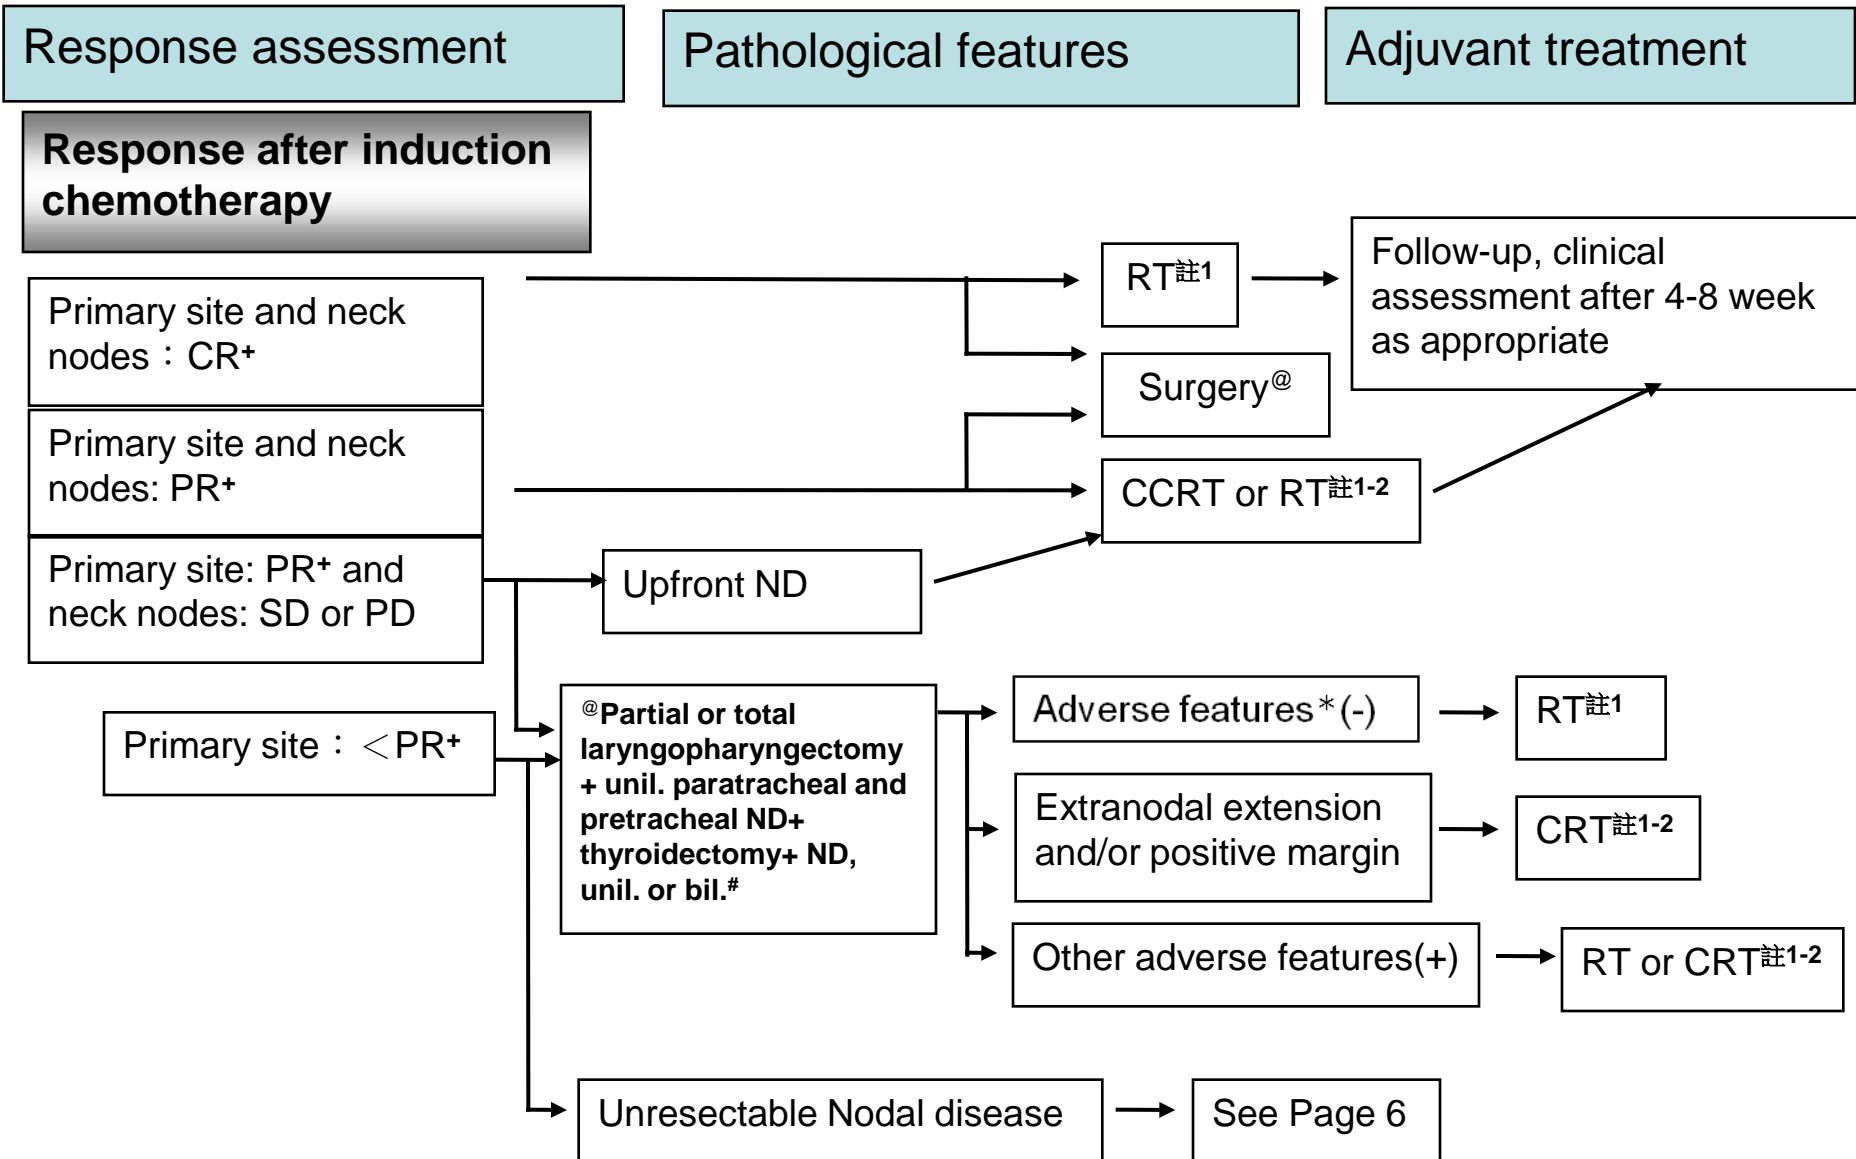 Response assessment
Pathological features
Adjuvant treatment
Response after induction
chemotherapy
Primary site and neck
nodes：CR+
RT註1
Follow-up, clinical
assessment after 4-8 week
as appropriate
Surgery@
Primary site and neck
nodes: PR+
CCRT or RT註1-2
Primary site: PR+ and
neck nodes: SD or PD
Upfront ND
Primary site：＜PR+
@Partial or total
laryngopharyngectomy
+ unil. paratracheal and
pretracheal ND+
thyroidectomy+ ND,
unil. or bil.#
Adverse features*(-)
RT註1
Extranodal extension
and/or positive margin
CRT註1-2
Other adverse features(+)
RT or CRT註1-2
Unresectable Nodal disease
See Page 6